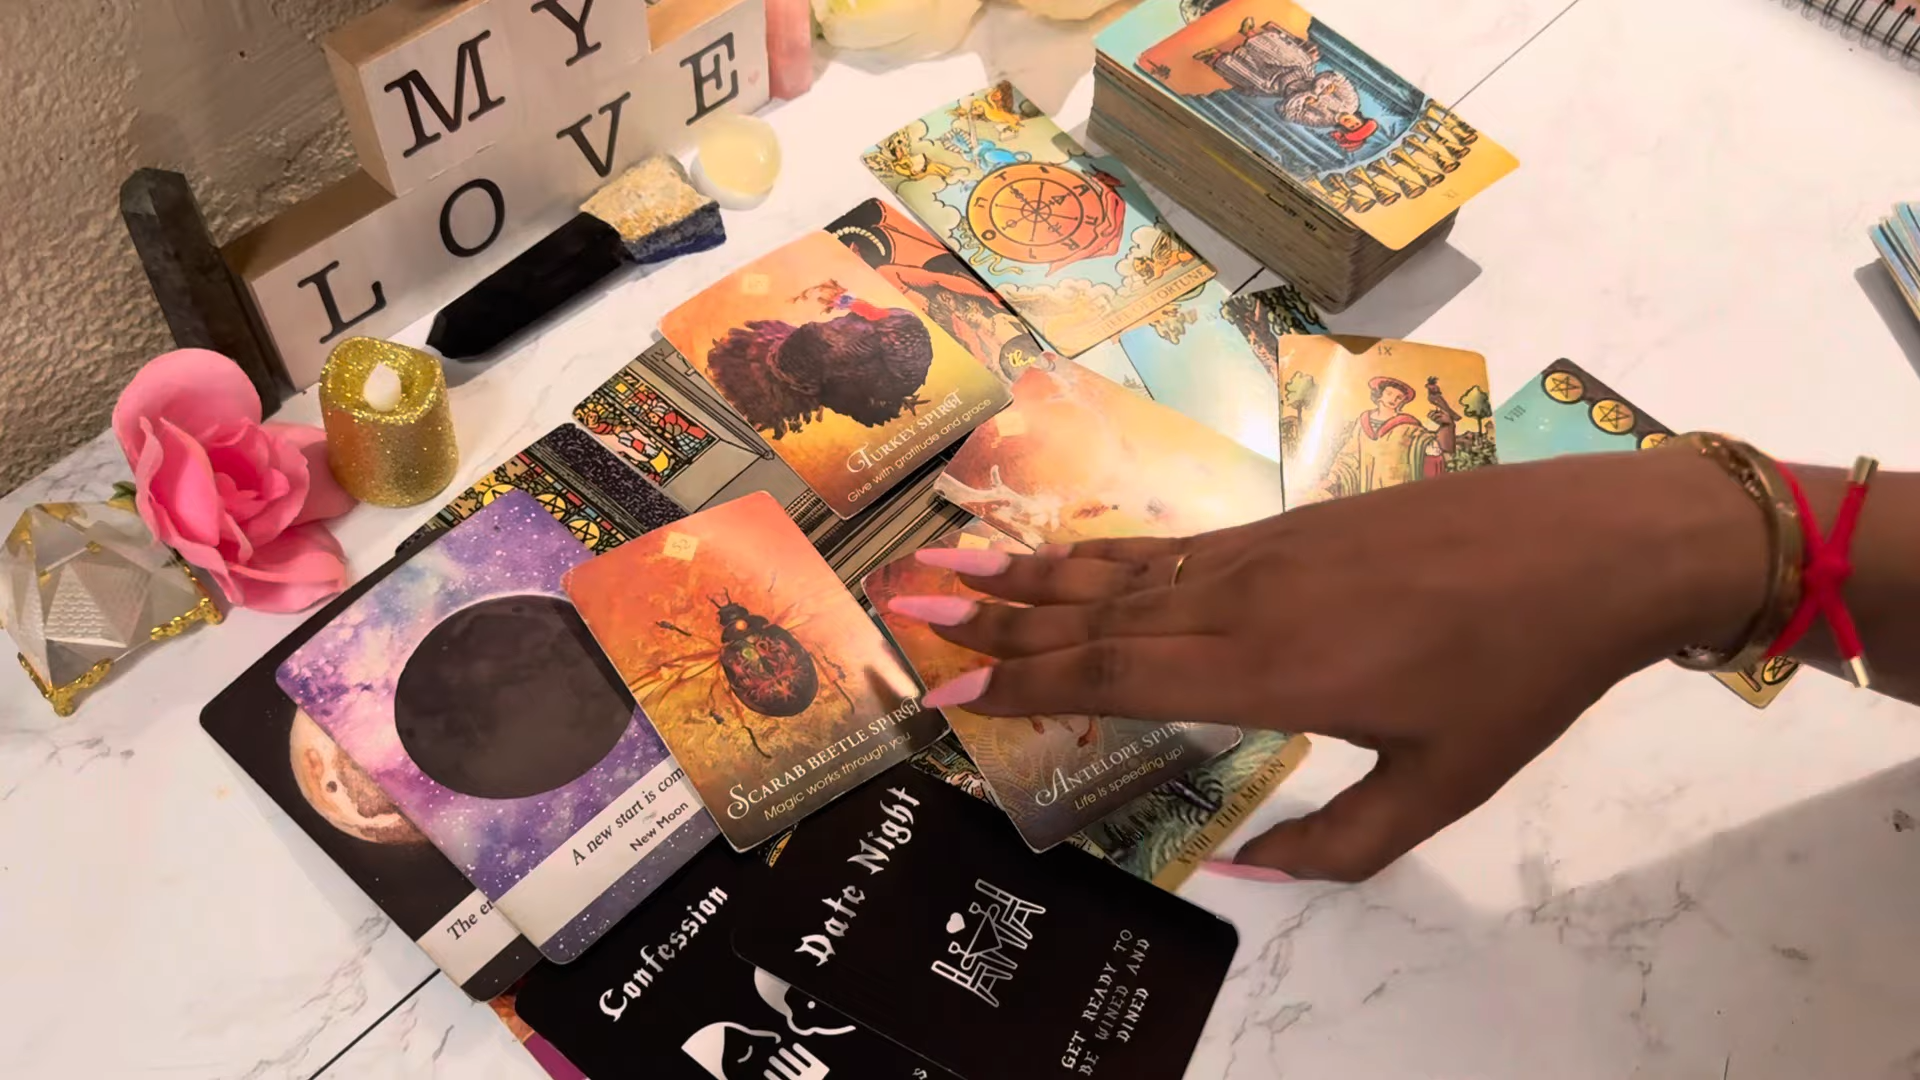 MY
LOVE
WHEEL OF FORTUNE
TURKEY SPIRIT
Give with gratitude and grace
the
IX
VIII
SCARAB BEETLE SPIRIT
Magic works through you.
ANTELOPE SPIRIT
Life is speeding up!
XVIII THE MOON
A new start is com
New Moon
The en
Confession
Date Night
GET READY TO
BE WINED AND
DINED